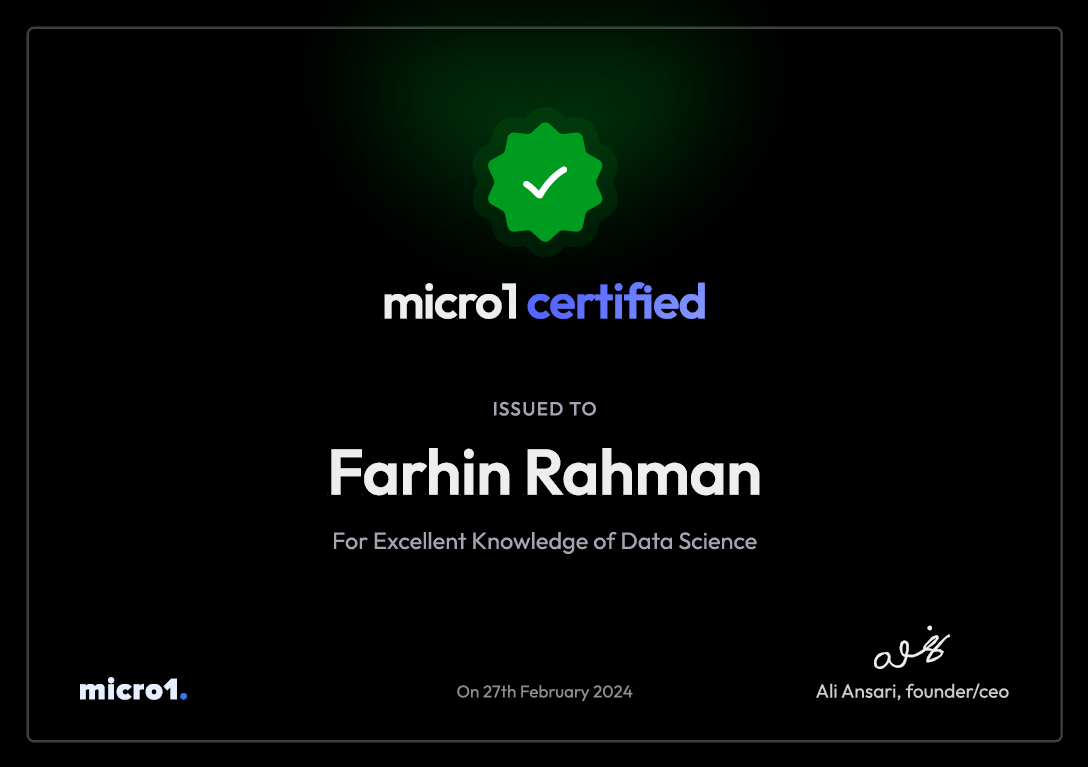 micro1 certified
ISSUED TO
Farhin Rahman
For Excellent Knowledge of Data Science
micro1.
On 27th February 2024
Ali Ansari, founder/ceo